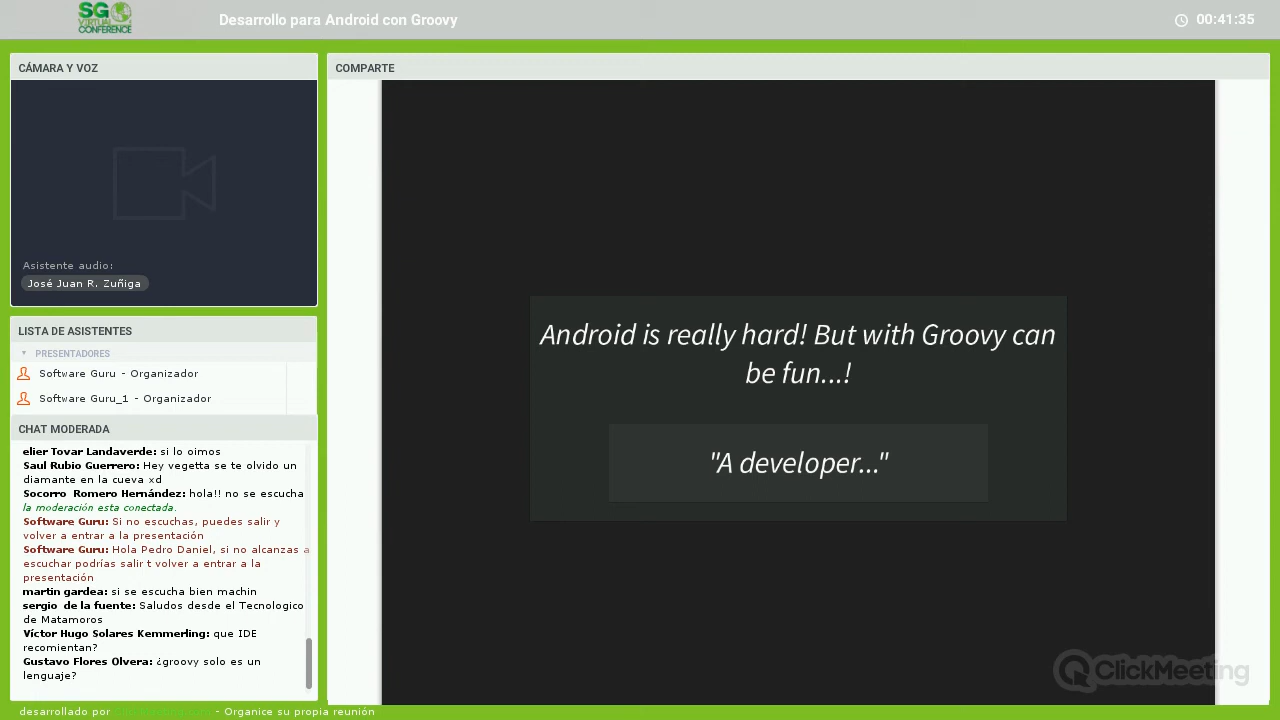 SG
VIRTUAL
CONFERENCE
Desarrollo para Android con Groovy
00:41:35
CÁMARA Y VOZ
Asistente audio:
José Juan R. Zuñiga
LISTA DE ASISTENTES
PRESENTADORES
Software Guru - Organizador
Software Guru_1 - Organizador
CHAT MODERADA
elier Tovar Landaverde: si lo oimos
Saul Rubio Guerrero: Hey vegetta se te olvido un
diamante en la cueva xd
Socorro Romero Hernández: hola!! no se escucha
la moderación esta conectada.
Software Guru: Si no escuchas, puedes salir y
volver a entrar a la presentación
Software Guru: Hola Pedro Daniel, si no alcanzas a
escuchar podrías salir t volver a entrar a la
presentación
martin gardea: si se escucha bien machin
sergio de la fuente: Saludos desde el Tecnologico
de Matamoros
Víctor Hugo Solares Kemmerling: que IDE
recomientan?
Gustavo Flores Olvera: ¿groovy solo es un
lenguaje?
desarrollado por - Organice su propia reunión
COMPARTE
Android is really hard! But with Groovy can
be fun...!
"A developer..."
ClickMeeting